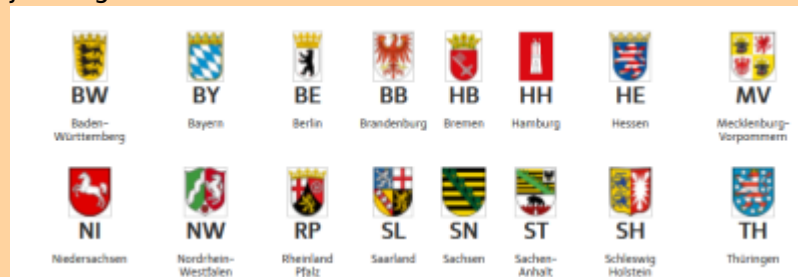 BW BY BE BB HB HH HE MV
Baden- Bayern Berlin Brandenburg Bremen Hamburg Hessen Mecklenburg-
Württemberg Vorpommern
NI NW RP SL SN ST SH TH
Niedersachsen Nordrhein- Rheinland Saarland Sachsen Sachen- Schleswig Thüringen
Westfalen Pfalz Anhalt Holstein